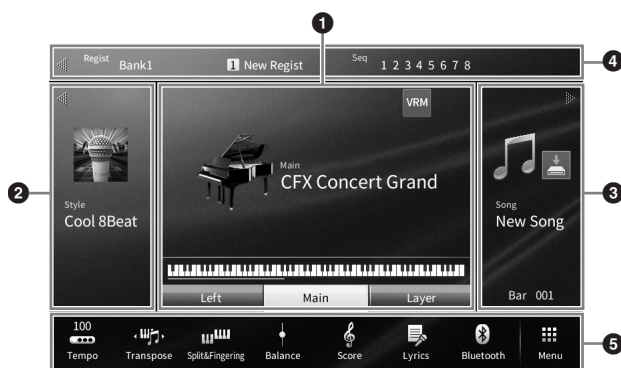 1
Regist Bank1 1 New Regist Seq 1 2 3 4 5 6 7 8
4
VRM
2
Style
Cool 8Beat
Main
CFX Concert Grand
3
Song
New Song
Left Main Layer
Bar 001
100
Tempo Transpose Split&Fingering Balance Score Lyrics Bluetooth Menu
5